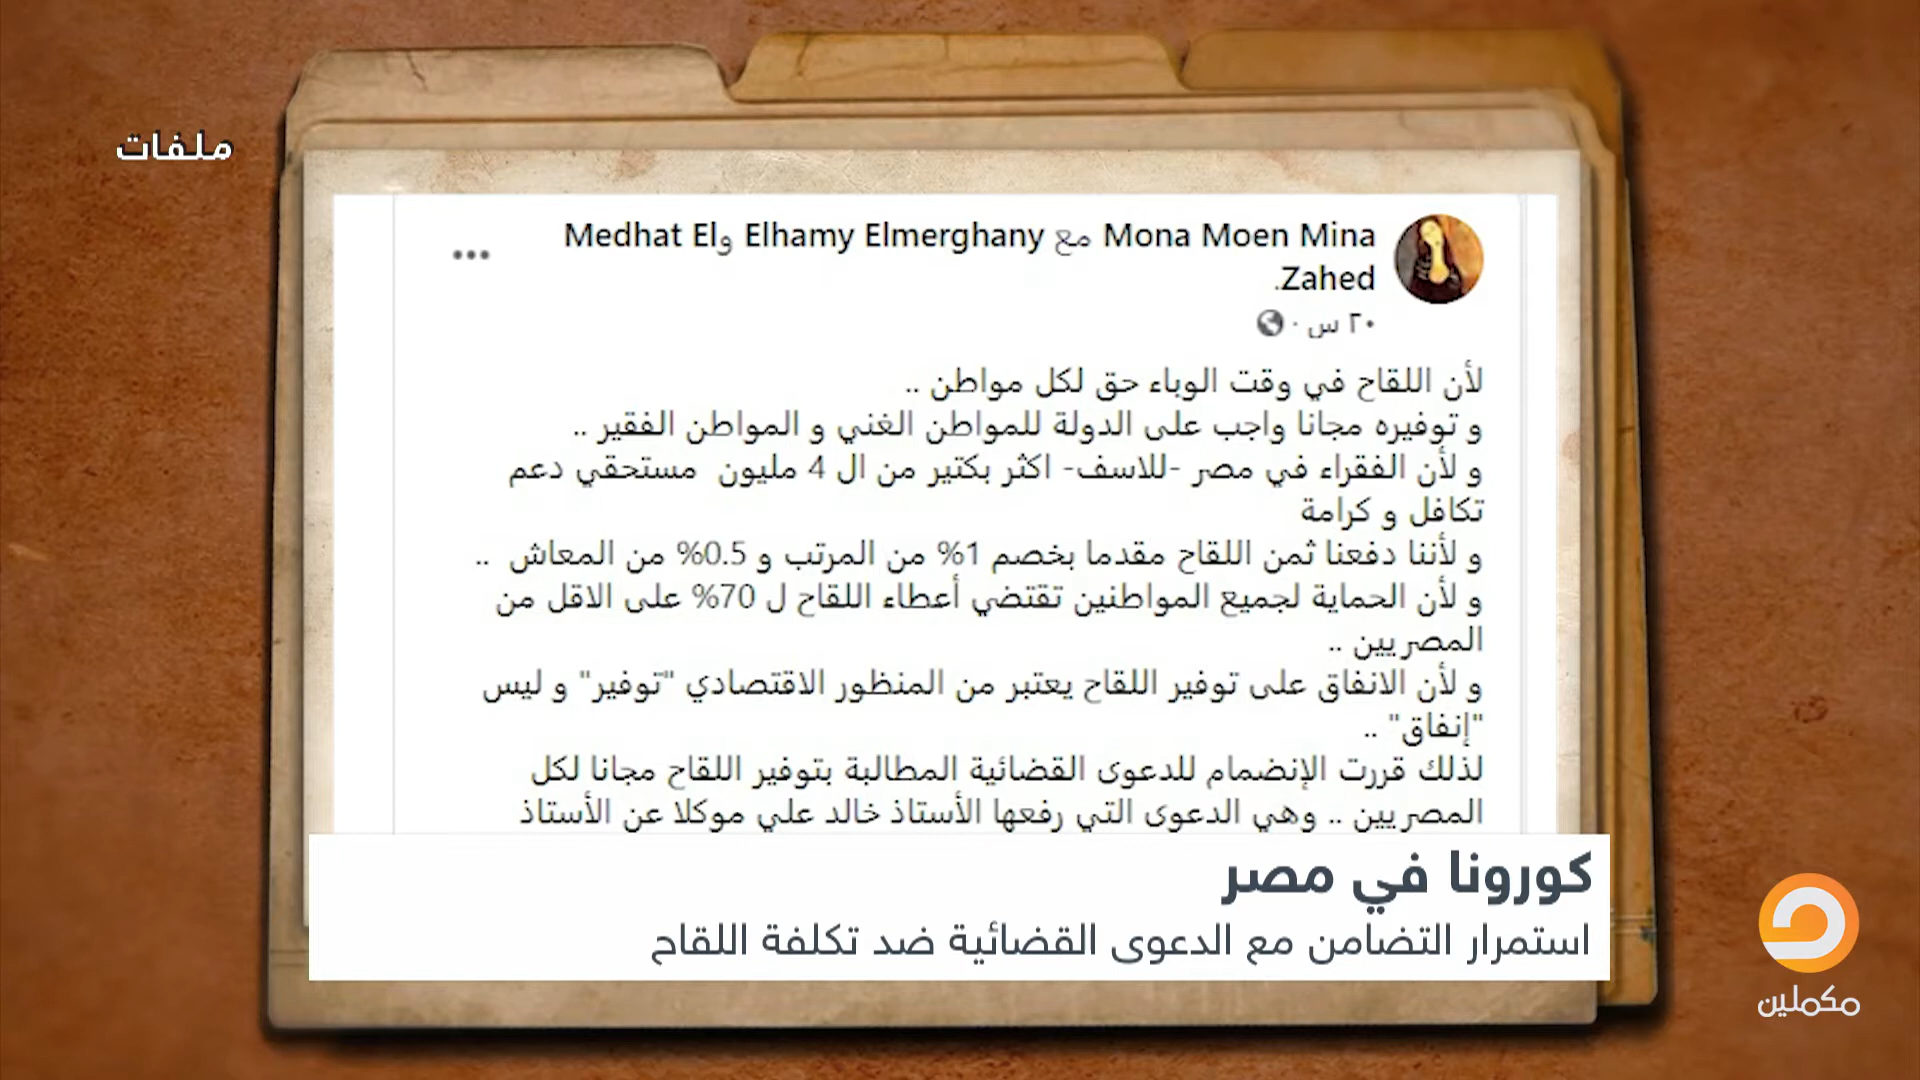 ملفات
Mona Moen Mina مع Elhamy Elmerghany وMedhat El
Zahed.
٢٠ س ·
لأن اللقاح في وقت الوباء حق لكل مواطن ..
و توفيره مجانا واجب على الدولة للمواطن الغني و المواطن الفقير ..
و لأن الفقراء في مصر -للاسف- اكثر بكتير من ال 4 مليون مستحقي دعم
تكافل و كرامة
و لأننا دفعنا ثمن اللقاح مقدما بخصم 1% من المرتب و 0.5% من المعاش ..
و لأن الحماية لجميع المواطنين تقتضي أعطاء اللقاح ل 70% على الاقل من
المصريين ..
و لأن الانفاق على توفير اللقاح يعتبر من المنظور الاقتصادي "توفير" و ليس
"إنفاق" ..
لذلك قررت الإنضمام للدعوى القضائية المطالبة بتوفير اللقاح مجانا لكل
المصريين .. وهي الدعوى التي رفعها الأستاذ خالد علي موكلا عن الأستاذ
كورونا في مصر
استمرار التضامن مع الدعوى القضائية ضد تكلفة اللقاح
مكملين